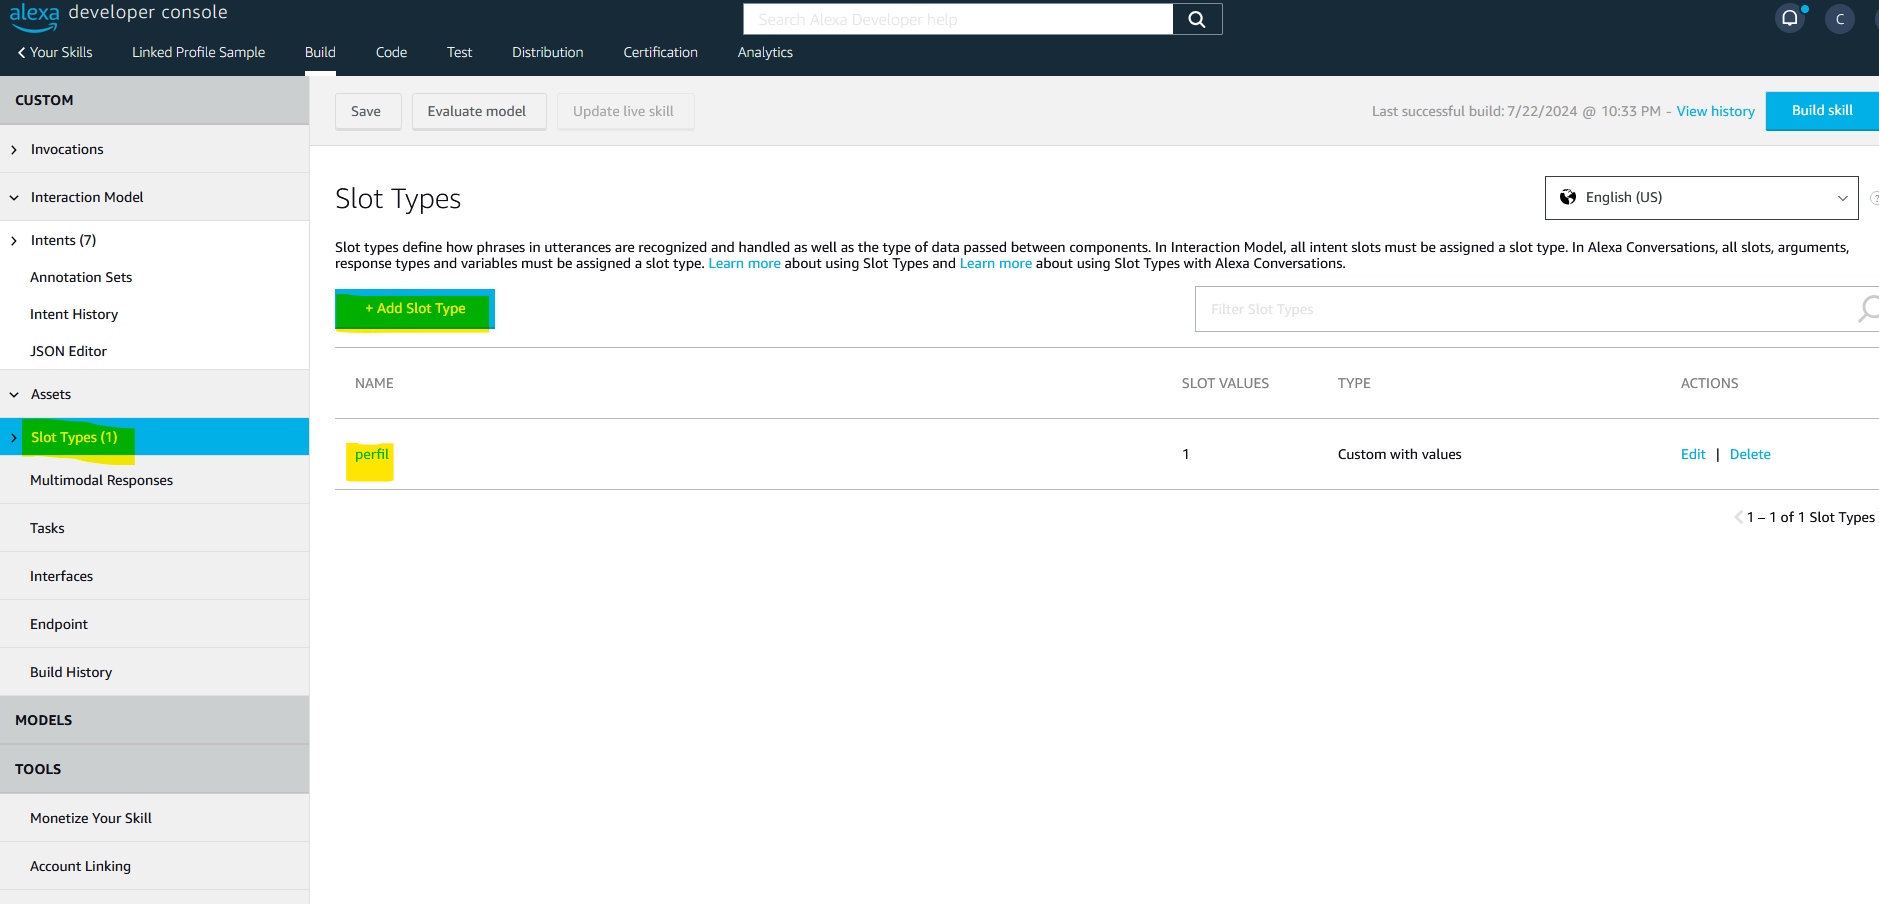 alexa developer console
Search Alexa Developer help
C
Your Skills
Linked Profile Sample
Build
Code
Test
Distribution
Certification
Analytics
CUSTOM
Invocations
Interaction Model
Intents (7)
Annotation Sets
Intent History
JSON Editor
Assets
Slot Types (1)
Multimodal Responses
Tasks
Interfaces
Endpoint
Build History
MODELS
TOOLS
Monetize Your Skill
Account Linking
Save
Evaluate model
Update live skill
Last successful build: 7/22/2024 @ 10:33 PM - View history
Build skill
Slot Types
English (US)
?
Slot types define how phrases in utterances are recognized and handled as well as the type of data passed between components. In Interaction Model, all intent slots must be assigned a slot type. In Alexa Conversations, all slots, arguments,
response types and variables must be assigned a slot type. Learn more about using Slot Types and Learn more about using Slot Types with Alexa Conversations.
+ Add Slot Type
Filter Slot Types
NAME SLOT VALUES TYPE ACTIONS
perfil 1 Custom with values Edit | Delete
1 – 1 of 1 Slot Types